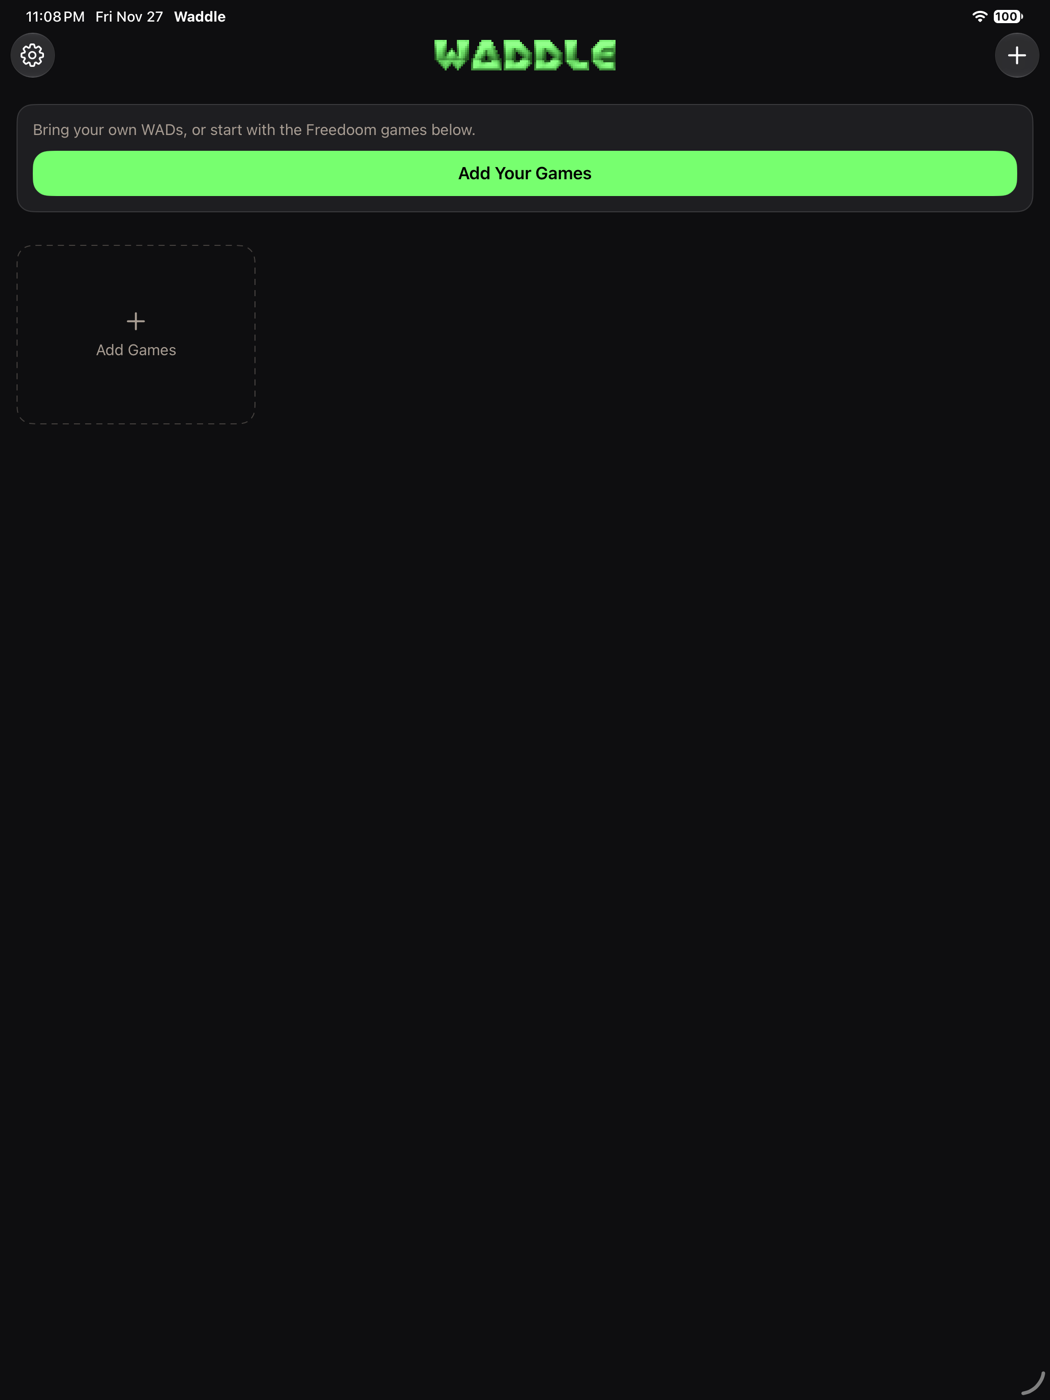 11:08 PM Fri Nov 27 Waddle 100
WADDLE
Bring your own WADs, or start with the Freedoom games below.
Add Your Games
Add Games